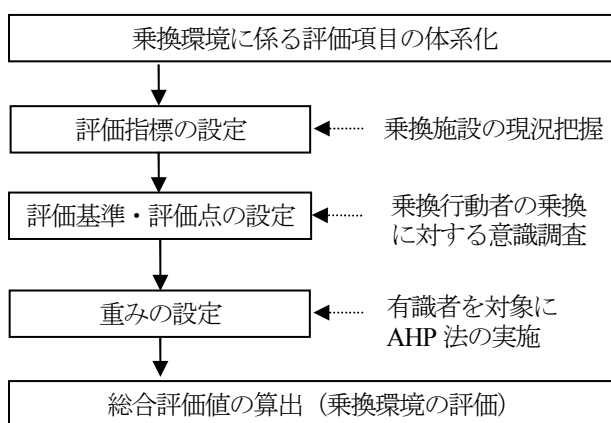 乗換環境に係る評価項目の体系化
評価指標の設定
乗換施設の現況把握
評価基準・評価点の設定
乗換行動者の乗換
に対する意識調査
重みの設定
有識者を対象に
AHP 法の実施
総合評価値の算出（乗換環境の評価）